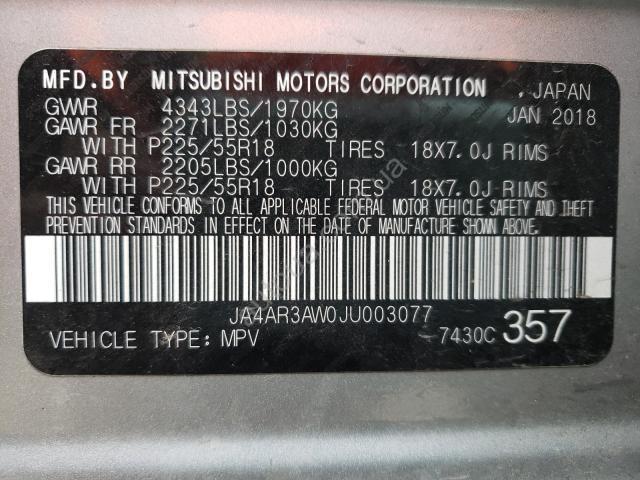 MFD.BY MITSUBISHI MOTORS CORPORATION , JAPAN
GVWR 4343LBS/1970KG JAN 2018
GAWR FR 2271LBS/1030KG
WITH P225/55R18 TIRES 18X7.0J RIMS
GAWR RR 2205LBS/1000KG
WITH P225/55R18 TIRES 18X7.0J RIMS
THIS VEHICLE CONFORMS TO ALL APPLICABLE FEDERAL MOTOR VEHICLE SAFETY AND THEFT
PREVENTION STANDARDS IN EFFECT ON THE DATE OF MANUFACTURE SHOWN ABOVE.
JA4AR3AW0JU003077
VEHICLE TYPE: MPV 7430C 357